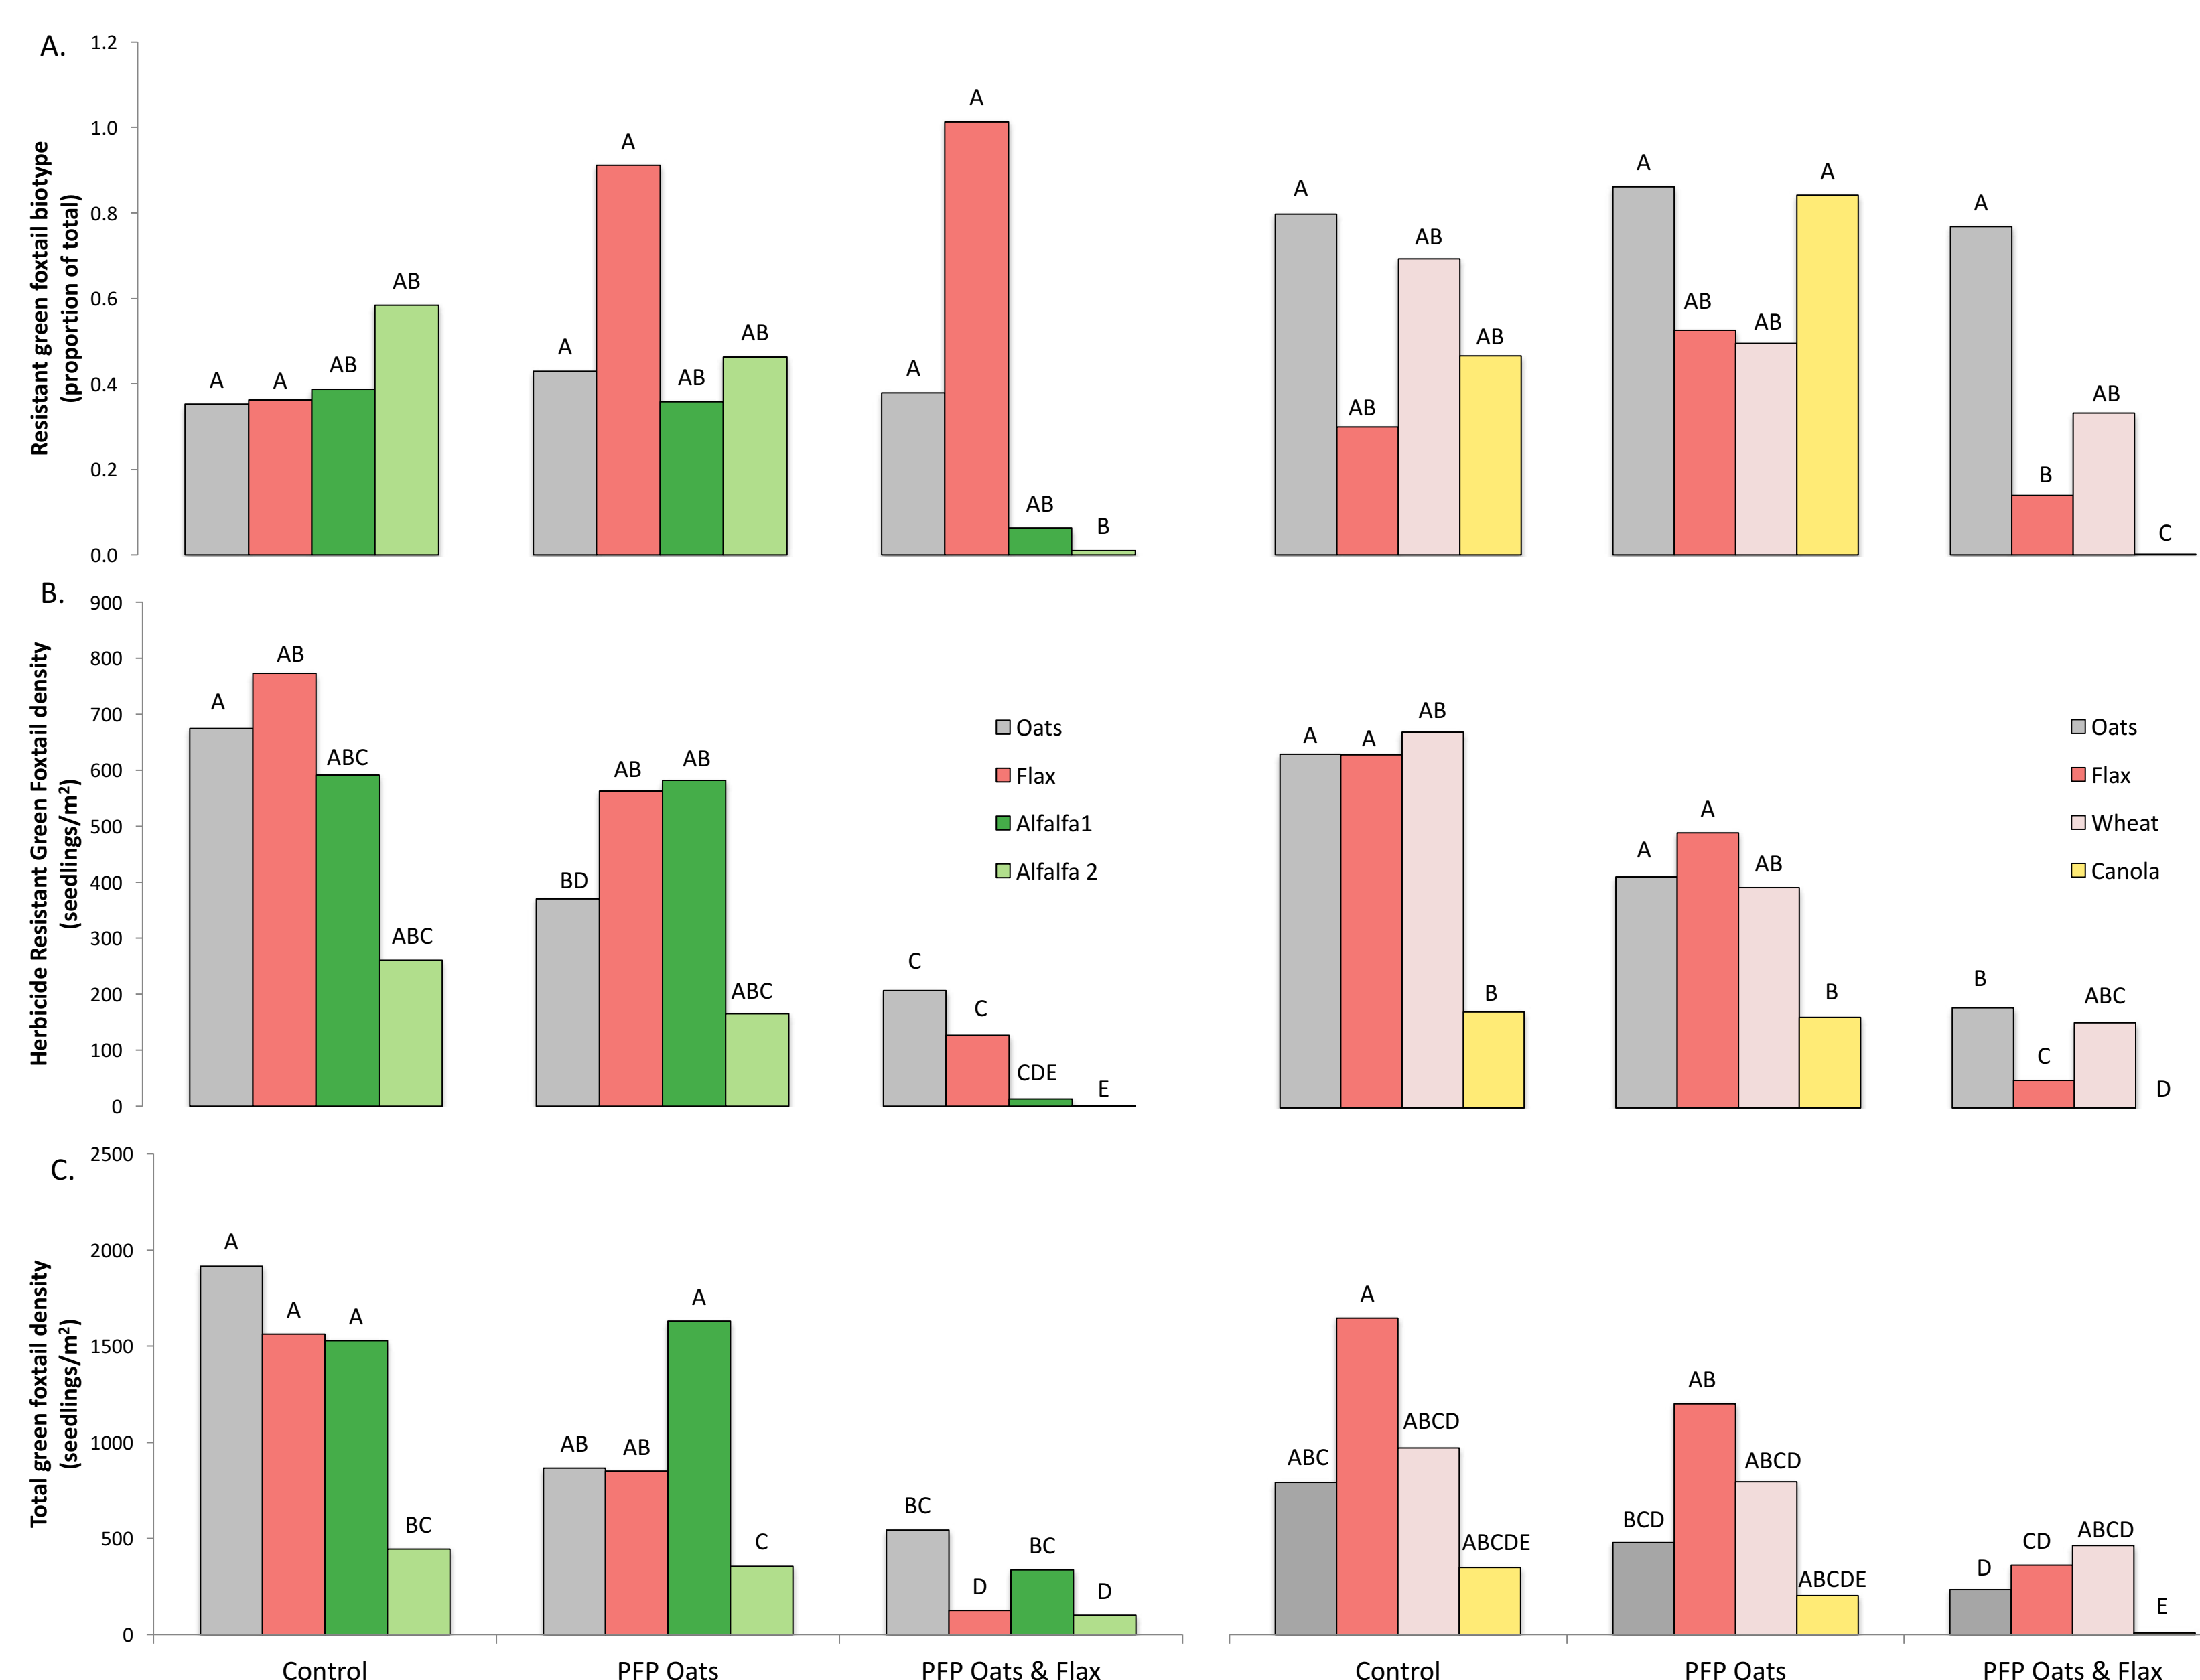 A.
Resistant green foxtail biotype
(proportion of total)
1.2
1.0
0.8
0.6
0.4
0.2
0.0
A A AB AB
A A AB AB
A A AB B
A AB AB AB
A AB AB A
A B AB C
B.
Herbicide Resistant Green Foxtail density
(seedlings/m²)
900
800
700
600
500
400
300
200
100
0
A AB ABC ABC
BD AB AB ABC
C C CDE E
Oats
Flax
Alfalfa1
Alfalfa 2
A A AB B
A A AB B
B C ABC D
Oats
Flax
Wheat
Canola
C.
Total green foxtail density
(seedlings/m²)
2500
2000
1500
1000
500
0
A A A BC
AB AB A C
BC D BC D
ABC A ABCD ABCDE
BCD AB ABCD ABCDE
D CD ABCD E
Control PFP Oats PFP Oats & Flax
Control PFP Oats PFP Oats & Flax